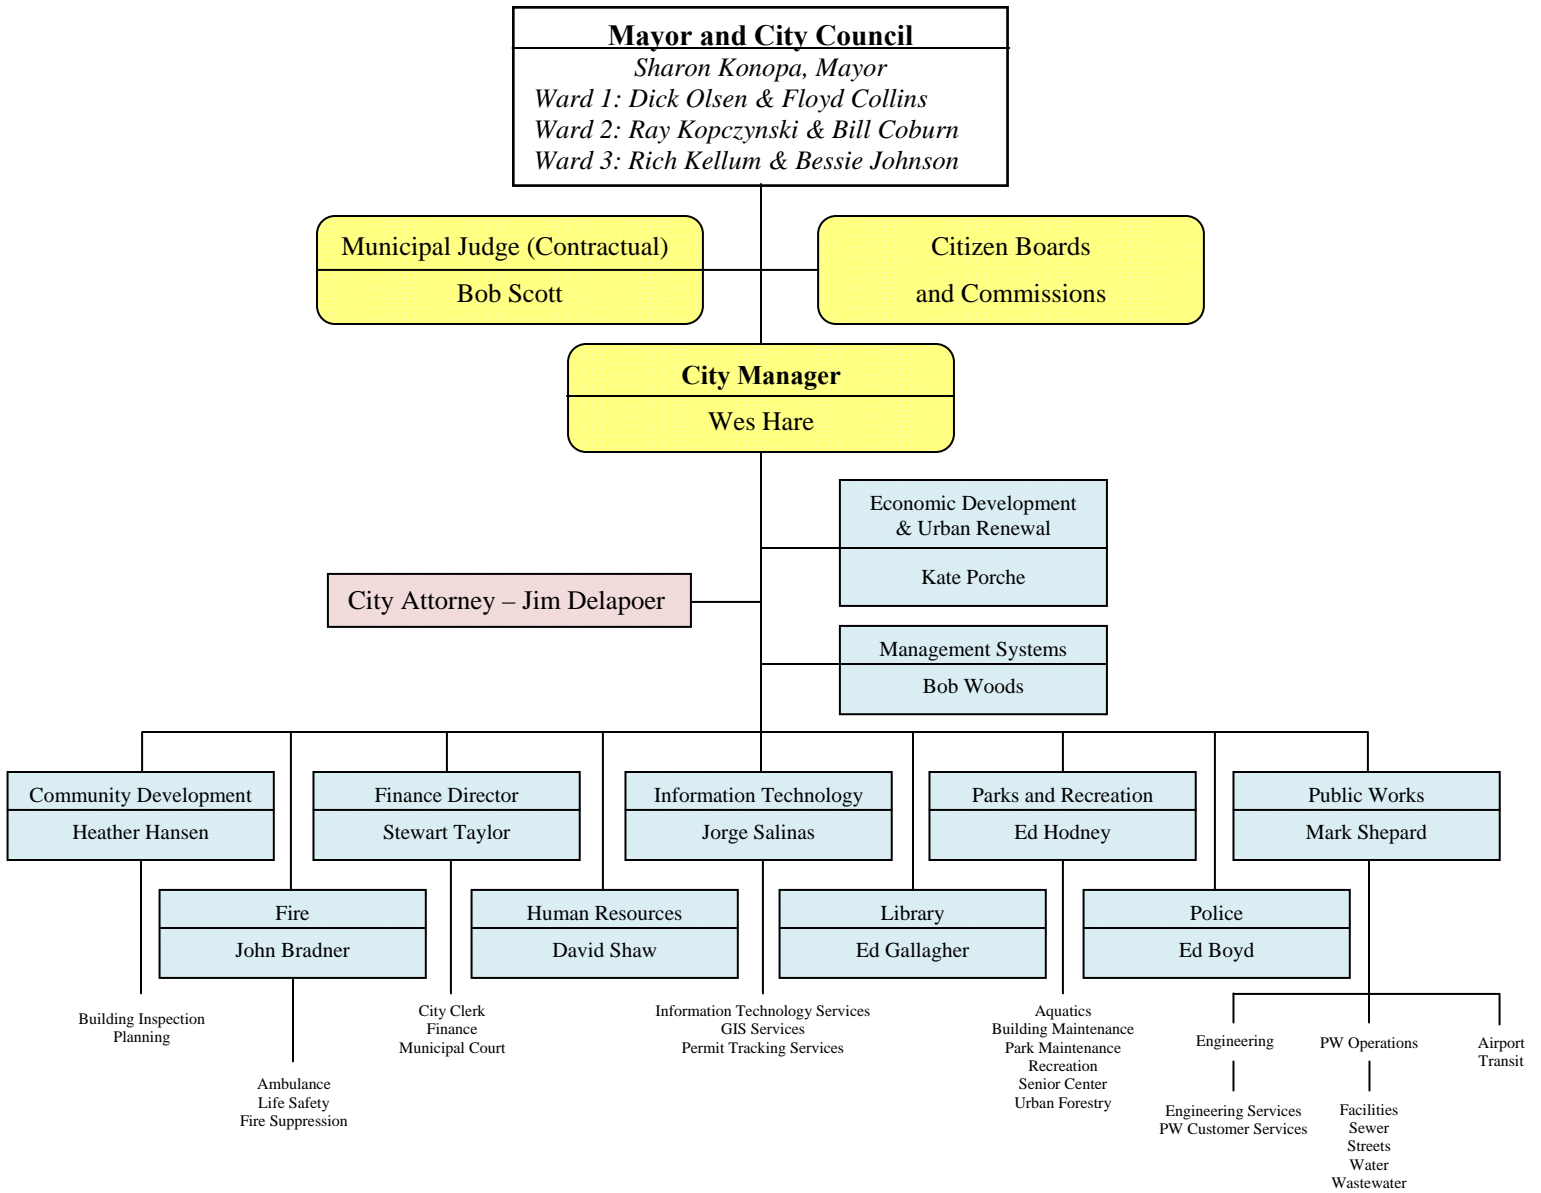 Mayor and City Council
Sharon Konopa, Mayor
Ward 1: Dick Olsen & Floyd Collins
Ward 2: Ray Kopczynski & Bill Coburn
Ward 3: Rich Kellum & Bessie Johnson
Municipal Judge (Contractual)
Bob Scott
Citizen Boards
and Commissions
City Manager
Wes Hare
Economic Development
& Urban Renewal
Kate Porche
City Attorney – Jim Delapoer
Management Systems
Bob Woods
Community Development
Heather Hansen
Finance Director
Stewart Taylor
Information Technology
Jorge Salinas
Parks and Recreation
Ed Hodney
Public Works
Mark Shepard
Fire
John Bradner
Human Resources
David Shaw
Library
Ed Gallagher
Police
Ed Boyd
Building Inspection
Planning
Ambulance
Life Safety
Fire Suppression
City Clerk
Finance
Municipal Court
Information Technology Services
GIS Services
Permit Tracking Services
Aquatics
Building Maintenance
Park Maintenance
Recreation
Senior Center
Urban Forestry
Engineering
Engineering Services
PW Customer Services
PW Operations
Facilities
Sewer
Streets
Water
Wastewater
Airport
Transit